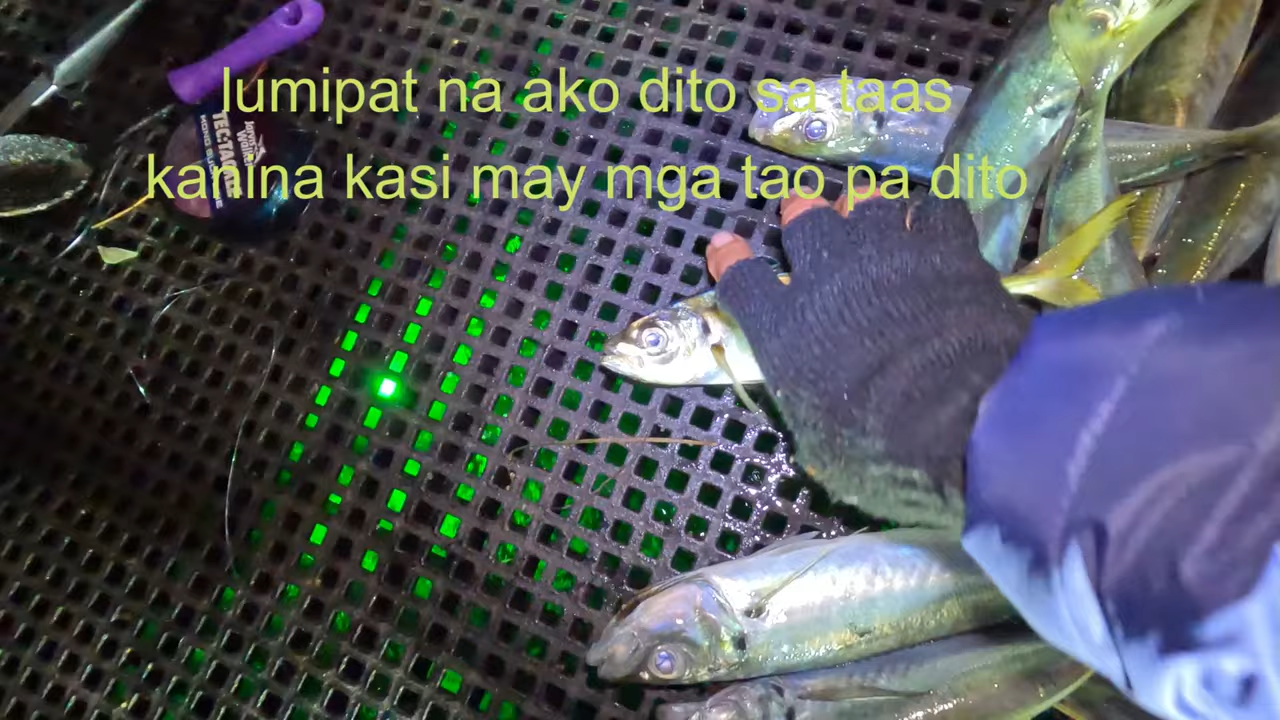 lumipat na ako dito sa taas
kanina kasi may mga tao pa dito